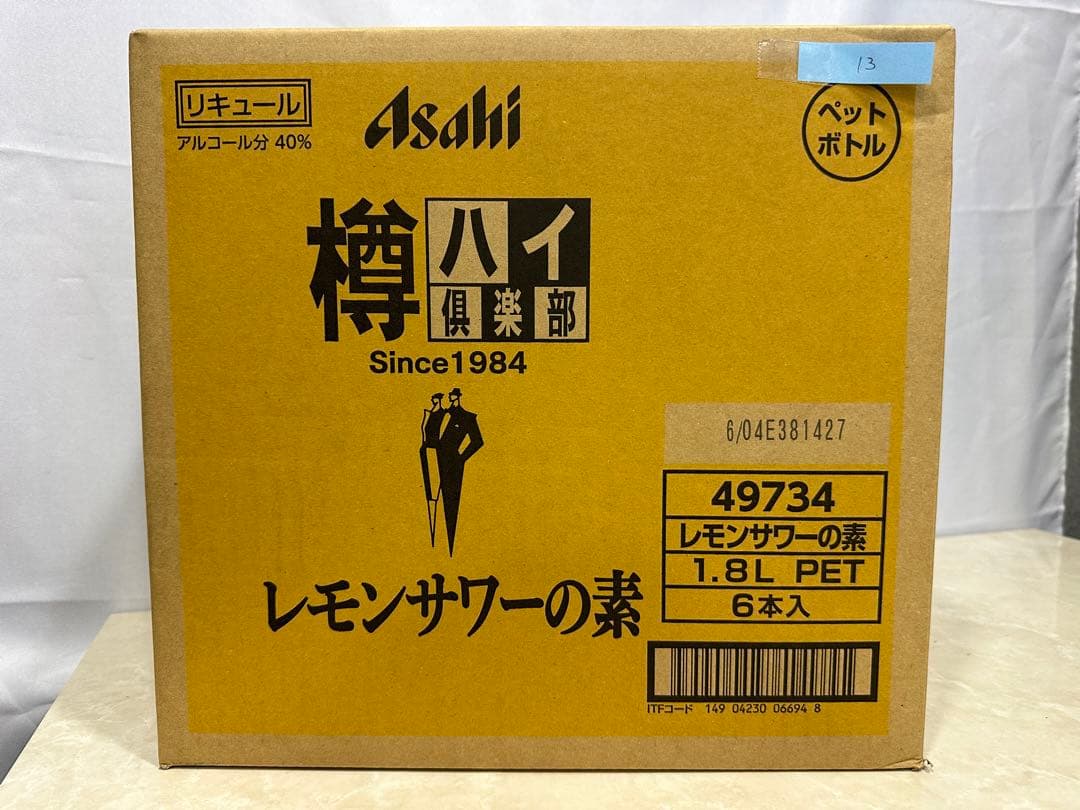 13
リキュール
アルコール分 40%
Asahi
ペット
ボトル
樽ハイ
倶楽部
Since1984
6/04E381427
49734
レモンサワーの素
1.8L PET
6本入
レモンサワーの素
ITFコード 149 04230 06694 8